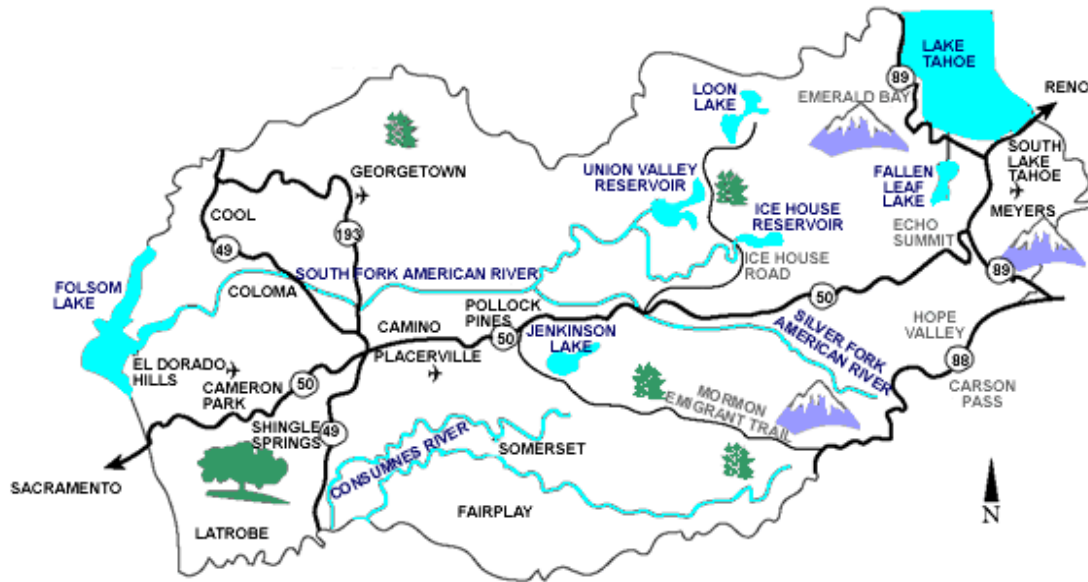 LAKE
TAHOE
89
RENO
LOON
LAKE
EMERALD BAY
SOUTH
LAKE
TAHOE
GEORGETOWN
UNION VALLEY
RESERVOIR
FALLEN
LEAF
LAKE
MEYERS
COOL
193
49
ICE HOUSE
RESERVOIR
ECHO
SUMMIT
ICE HOUSE
ROAD
89
FOLSOM
LAKE
COLOMA
SOUTH FORK AMERICAN RIVER
50
POLLOCK
PINES
50
CAMINO
JENKINSON
LAKE
SILVER FORK
AMERICAN RIVER
HOPE
VALLEY
88
EL DORADO
HILLS
PLACERVILLE
CAMERON
PARK
50
CARSON
PASS
MORMON
EMIGRANT TRAIL
SHINGLE
SPRINGS
49
CONSUMNES RIVER
SOMERSET
SACRAMENTO
FAIRPLAY
LATROBE
N